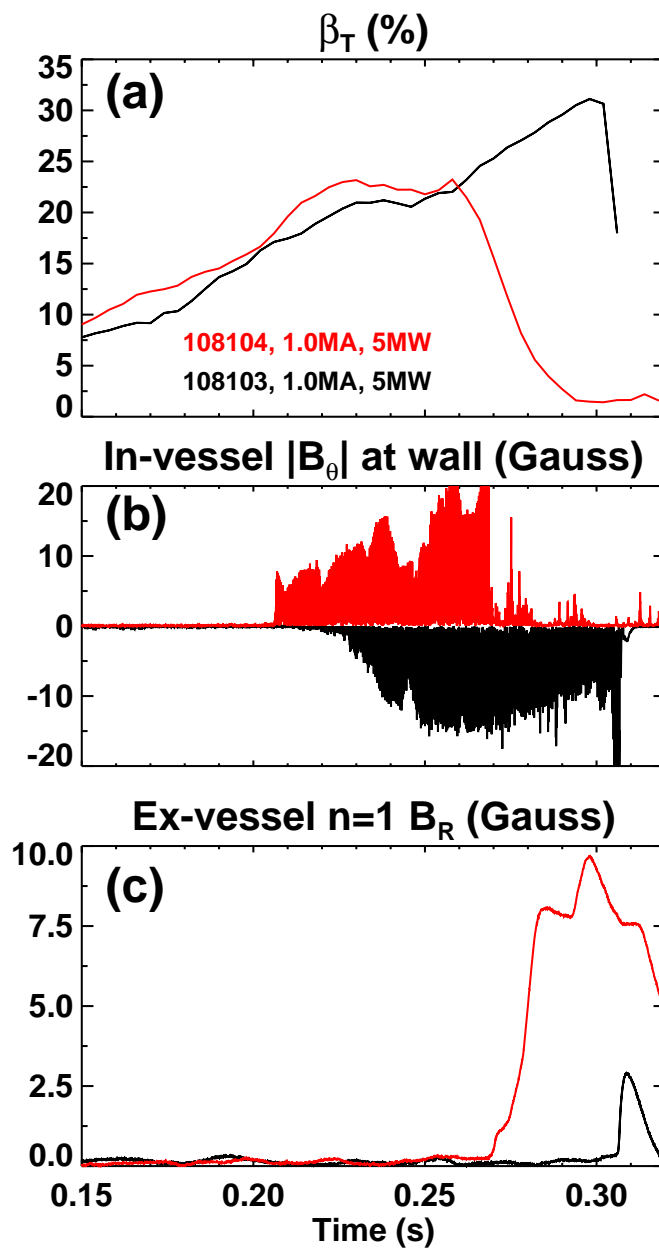 β_T (%)
(a)
35
30
25
20
15
10
5
0
108104, 1.0MA, 5MW
108103, 1.0MA, 5MW
In-vessel |B_θ| at wall (Gauss)
(b)
20
10
0
-10
-20
Ex-vessel n=1 B_R (Gauss)
(c)
10.0
7.5
5.0
2.5
0.0
0.15 0.20 0.25 0.30
Time (s)